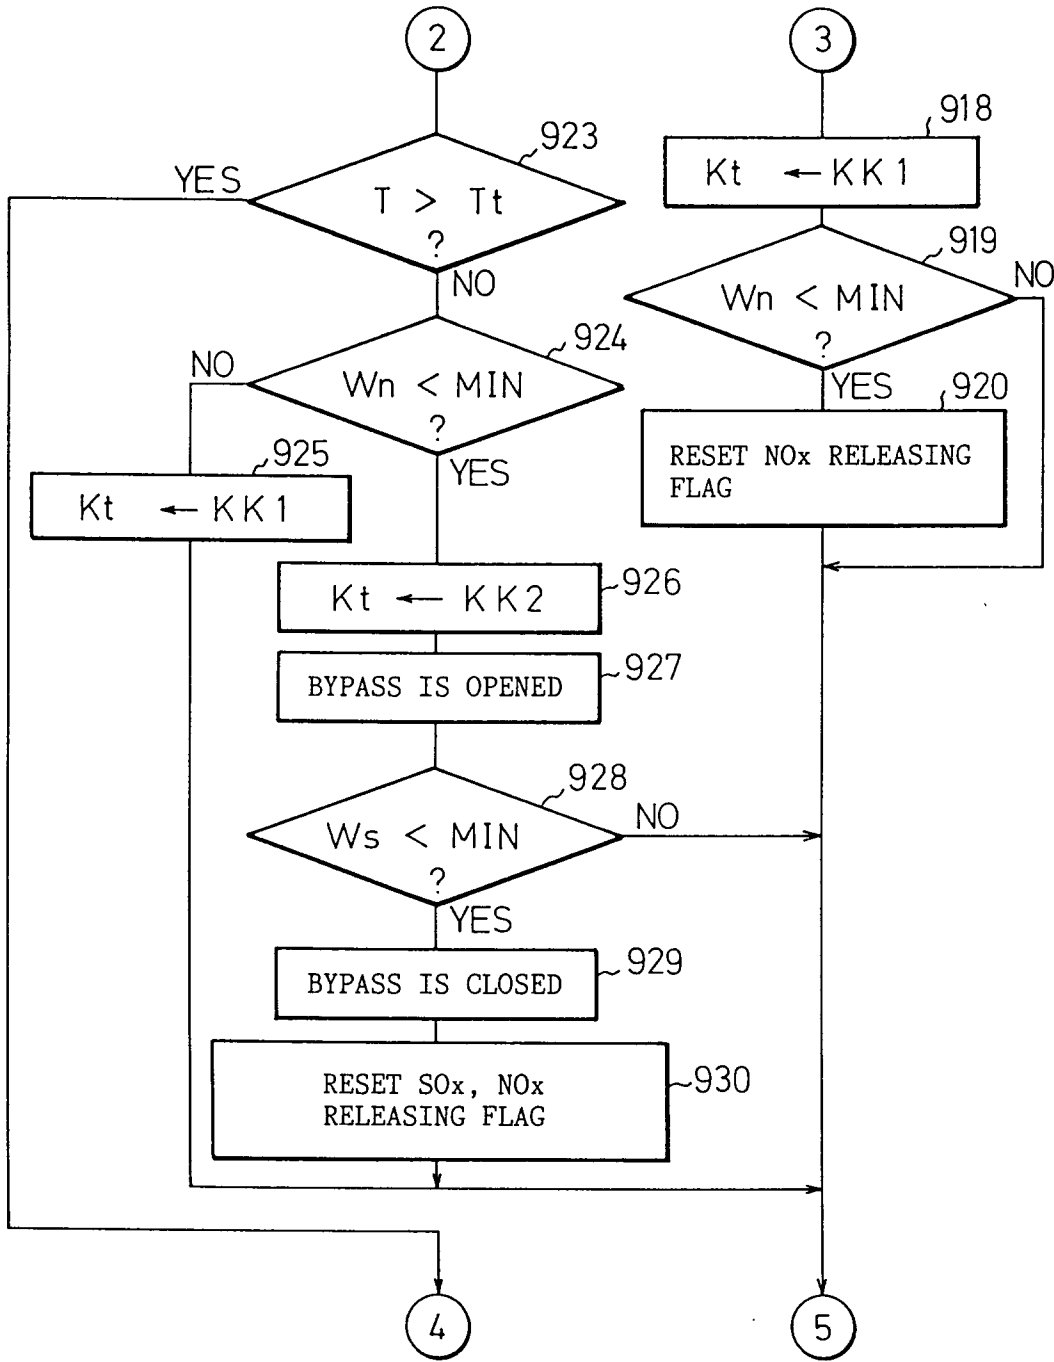 2
3
923
918
YES
T > Tt
?
Kt ← KK1
NO
919
Wn < MIN
?
NO
924
NO
Wn < MIN
?
YES
YES
920
RESET NOx RELEASING
FLAG
925
Kt ← KK1
926
Kt ← KK2
927
BYPASS IS OPENED
928
Ws < MIN
?
NO
YES
929
BYPASS IS CLOSED
930
RESET SOx, NOx
RELEASING FLAG
4
5